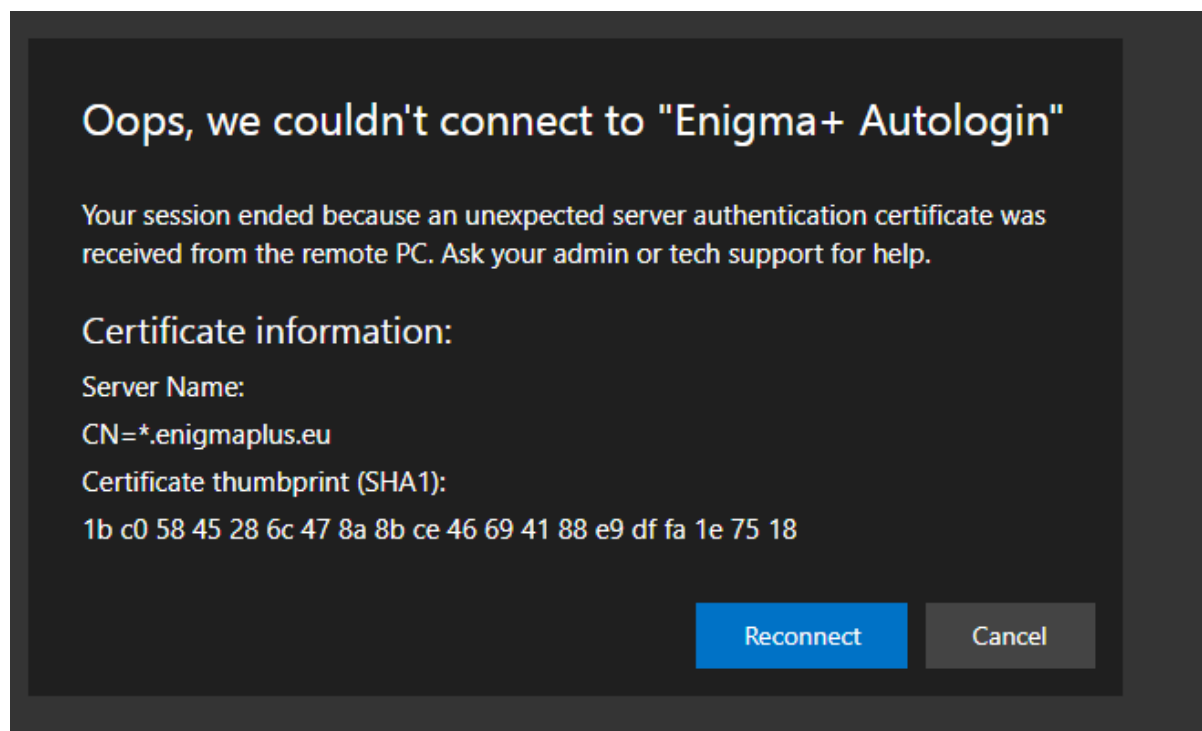 Oops, we couldn't connect to "Enigma+ Autologin"
Your session ended because an unexpected server authentication certificate was
received from the remote PC. Ask your admin or tech support for help.
Certificate information:
Server Name:
CN=*.enigmaplus.eu
Certificate thumbprint (SHA1):
1b c0 58 45 28 6c 47 8a 8b ce 46 69 41 88 e9 df fa 1e 75 18
Reconnect Cancel